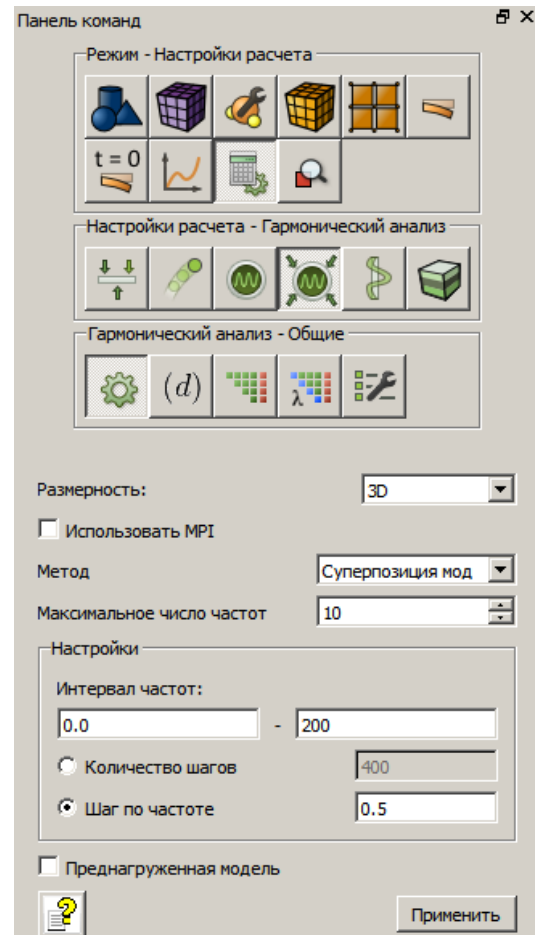 Панель команд
Режим - Настройки расчета
t = 0
Настройки расчета - Гармонический анализ
Гармонический анализ - Общие
(d)
λ
Размерность: 3D
Использовать MPI
Метод Суперпозиция мод
Максимальное число частот 10
Настройки
Интервал частот:
0.0 - 200
Количество шагов 400
Шаг по частоте 0.5
Преднагруженная модель
?
Применить